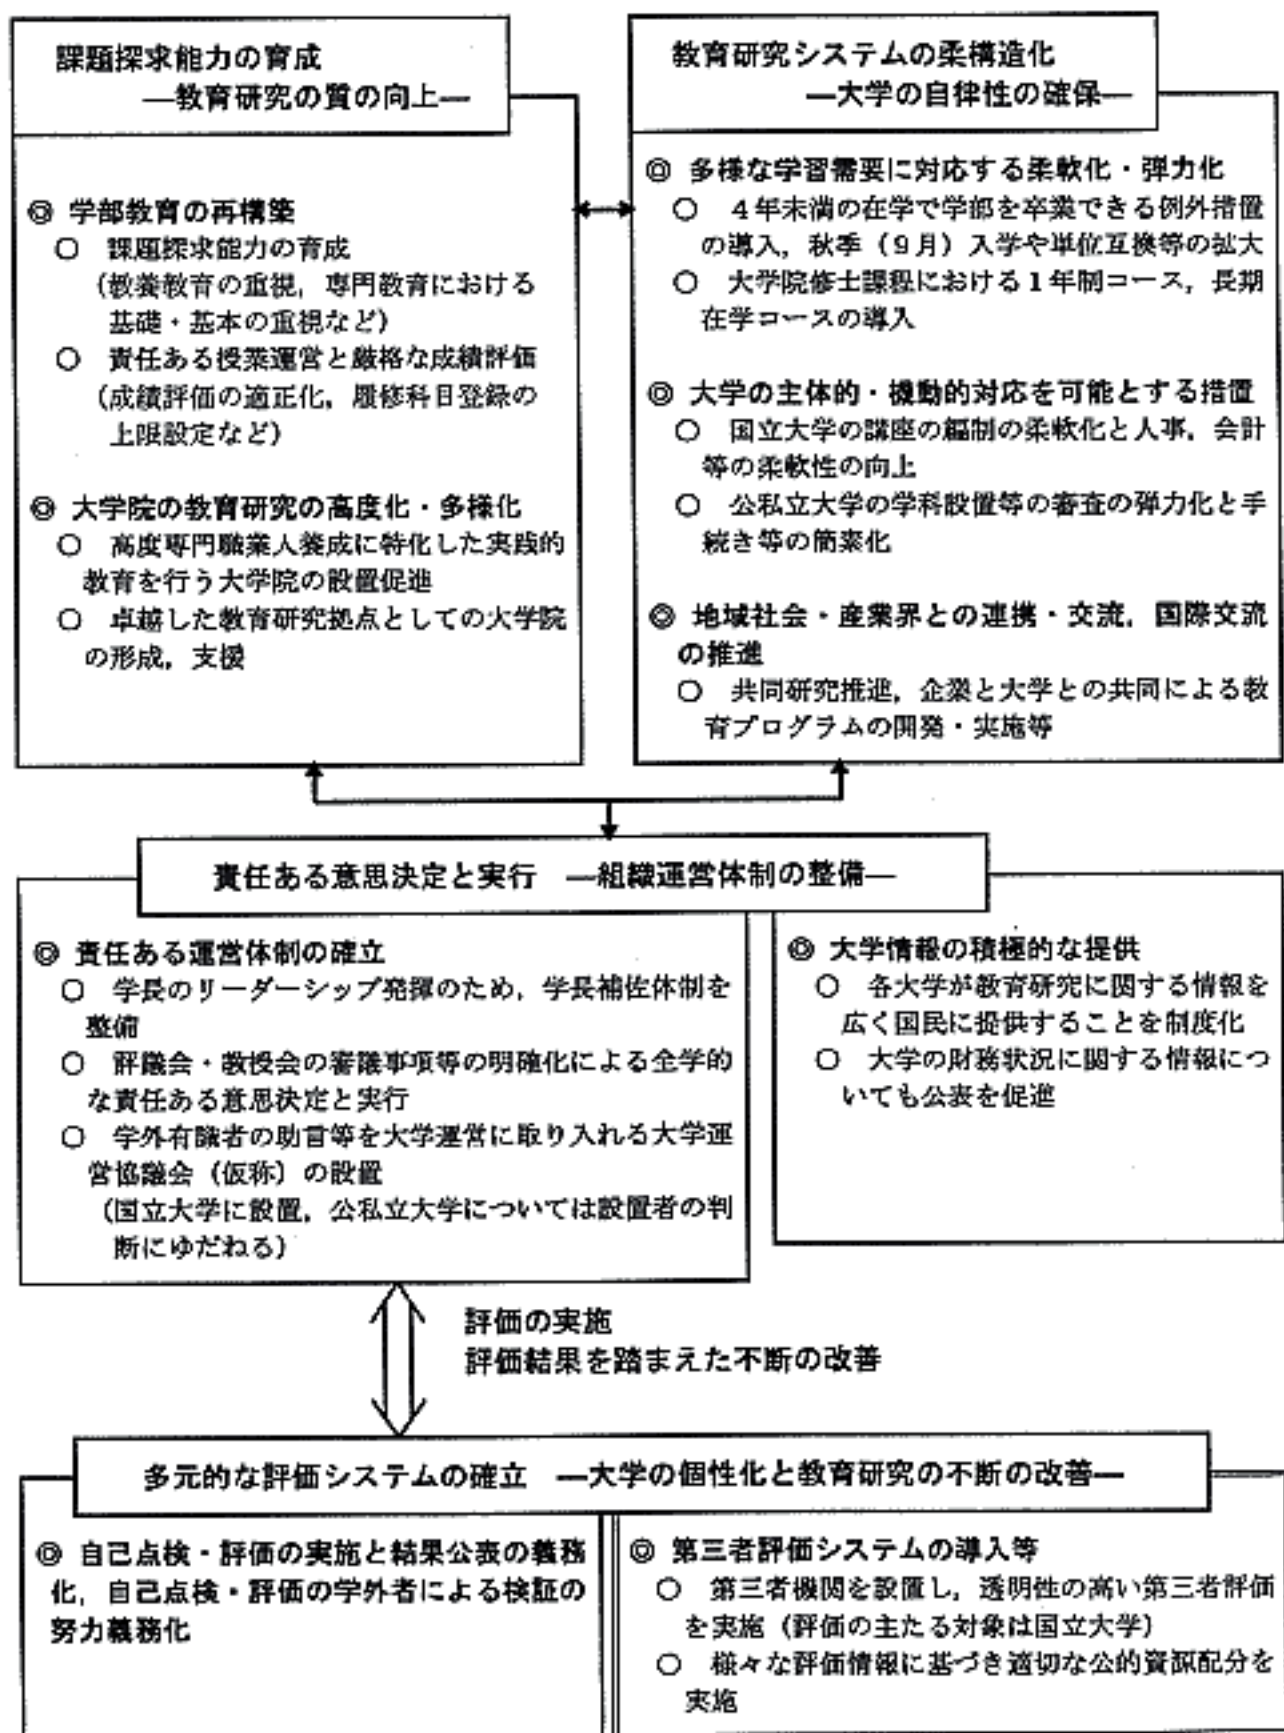 課題探求能力の育成
―教育研究の質の向上―
◎ 学部教育の再構築
○ 課題探求能力の育成
（教養教育の重視，専門教育における
基礎・基本の重視など）
○ 責任ある授業運営と厳格な成績評価
（成績評価の適正化，履修科目登録の
上限設定など）
◎ 大学院の教育研究の高度化・多様化
○ 高度専門職業人養成に特化した実践的
教育を行う大学院の設置促進
○ 卓越した教育研究拠点としての大学院
の形成，支援
教育研究システムの柔構造化
―大学の自律性の確保―
◎ 多様な学習需要に対応する柔軟化・弾力化
○ ４年未満の在学で学部を卒業できる例外措置
の導入，秋季（９月）入学や単位互換等の拡大
○ 大学院修士課程における１年制コース，長期
在学コースの導入
◎ 大学の主体的・機動的対応を可能とする措置
○ 国立大学の講座の編制の柔軟化と人事，会計
等の柔軟性の向上
○ 公私立大学の学科設置等の審査の弾力化と手
続き等の簡素化
◎ 地域社会・産業界との連携・交流，国際交流
の推進
○ 共同研究推進，企業と大学との共同による教
育プログラムの開発・実施等
責任ある意思決定と実行 ―組織運営体制の整備―
◎ 責任ある運営体制の確立
○ 学長のリーダーシップ発揮のため，学長補佐体制を
整備
○ 評議会・教授会の審議事項等の明確化による全学的
な責任ある意思決定と実行
○ 学外有識者の助言等を大学運営に取り入れる大学運
営協議会（仮称）の設置
（国立大学に設置，公私立大学については設置者の判
断にゆだねる）
◎ 大学情報の積極的な提供
○ 各大学が教育研究に関する情報を
広く国民に提供することを制度化
○ 大学の財務状況に関する情報につ
いても公表を促進
評価の実施
評価結果を踏まえた不断の改善
多元的な評価システムの確立 ―大学の個性化と教育研究の不断の改善―
◎ 自己点検・評価の実施と結果公表の義務
化，自己点検・評価の学外者による検証の
努力義務化
◎ 第三者評価システムの導入等
○ 第三者機関を設置し，透明性の高い第三者評価
を実施（評価の主たる対象は国立大学）
○ 様々な評価情報に基づき適切な公的資源配分を
実施